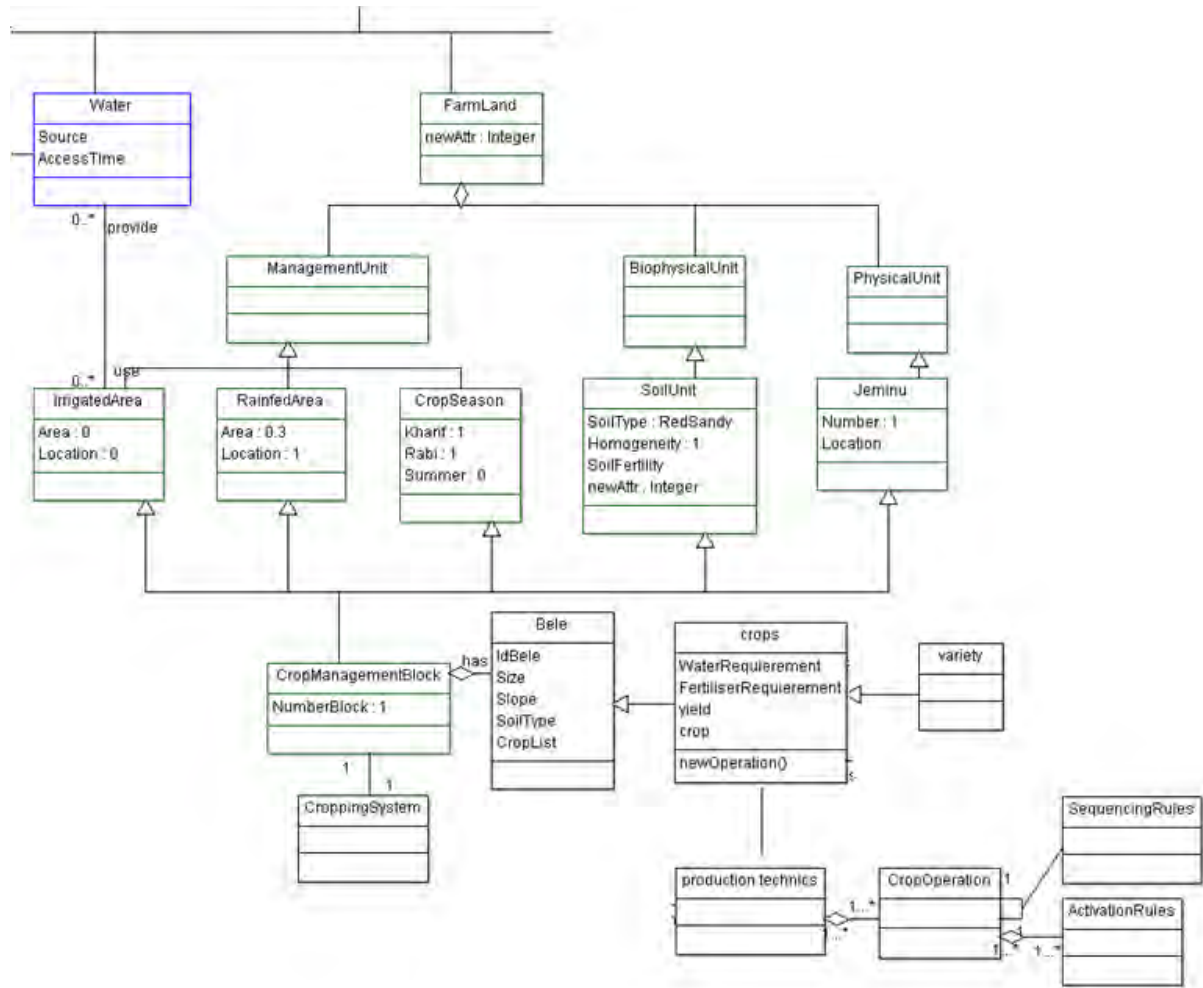 Water
Source
AccessTime
FarmLand
newAttr : Integer
0..*
provide
ManagementUnit
BiophysicalUnit
PhysicalUnit
0..*
use
IrrigatedArea
Area : 0
Location : 0
RainfedArea
Area : 0.3
Location : 1
CropSeason
Kharif : 1
Rabi : 1
Summer : 0
SoilUnit
SoilType : RedSandy
Homogeneity : 1
SoilFertility
newAttr : Integer
Jeminu
Number : 1
Location
CropManagementBlock
NumberBlock : 1
has
Bele
IdBele
Size
Slope
SoilType
CropList
crops
WaterRequierement
FertiliserRequierement
yield
crop
newOperation()
variety
1
1
CroppingSystem
production technics
1...*
CropOperation
1
SequencingRules
ActivationRules
1...*
1...*